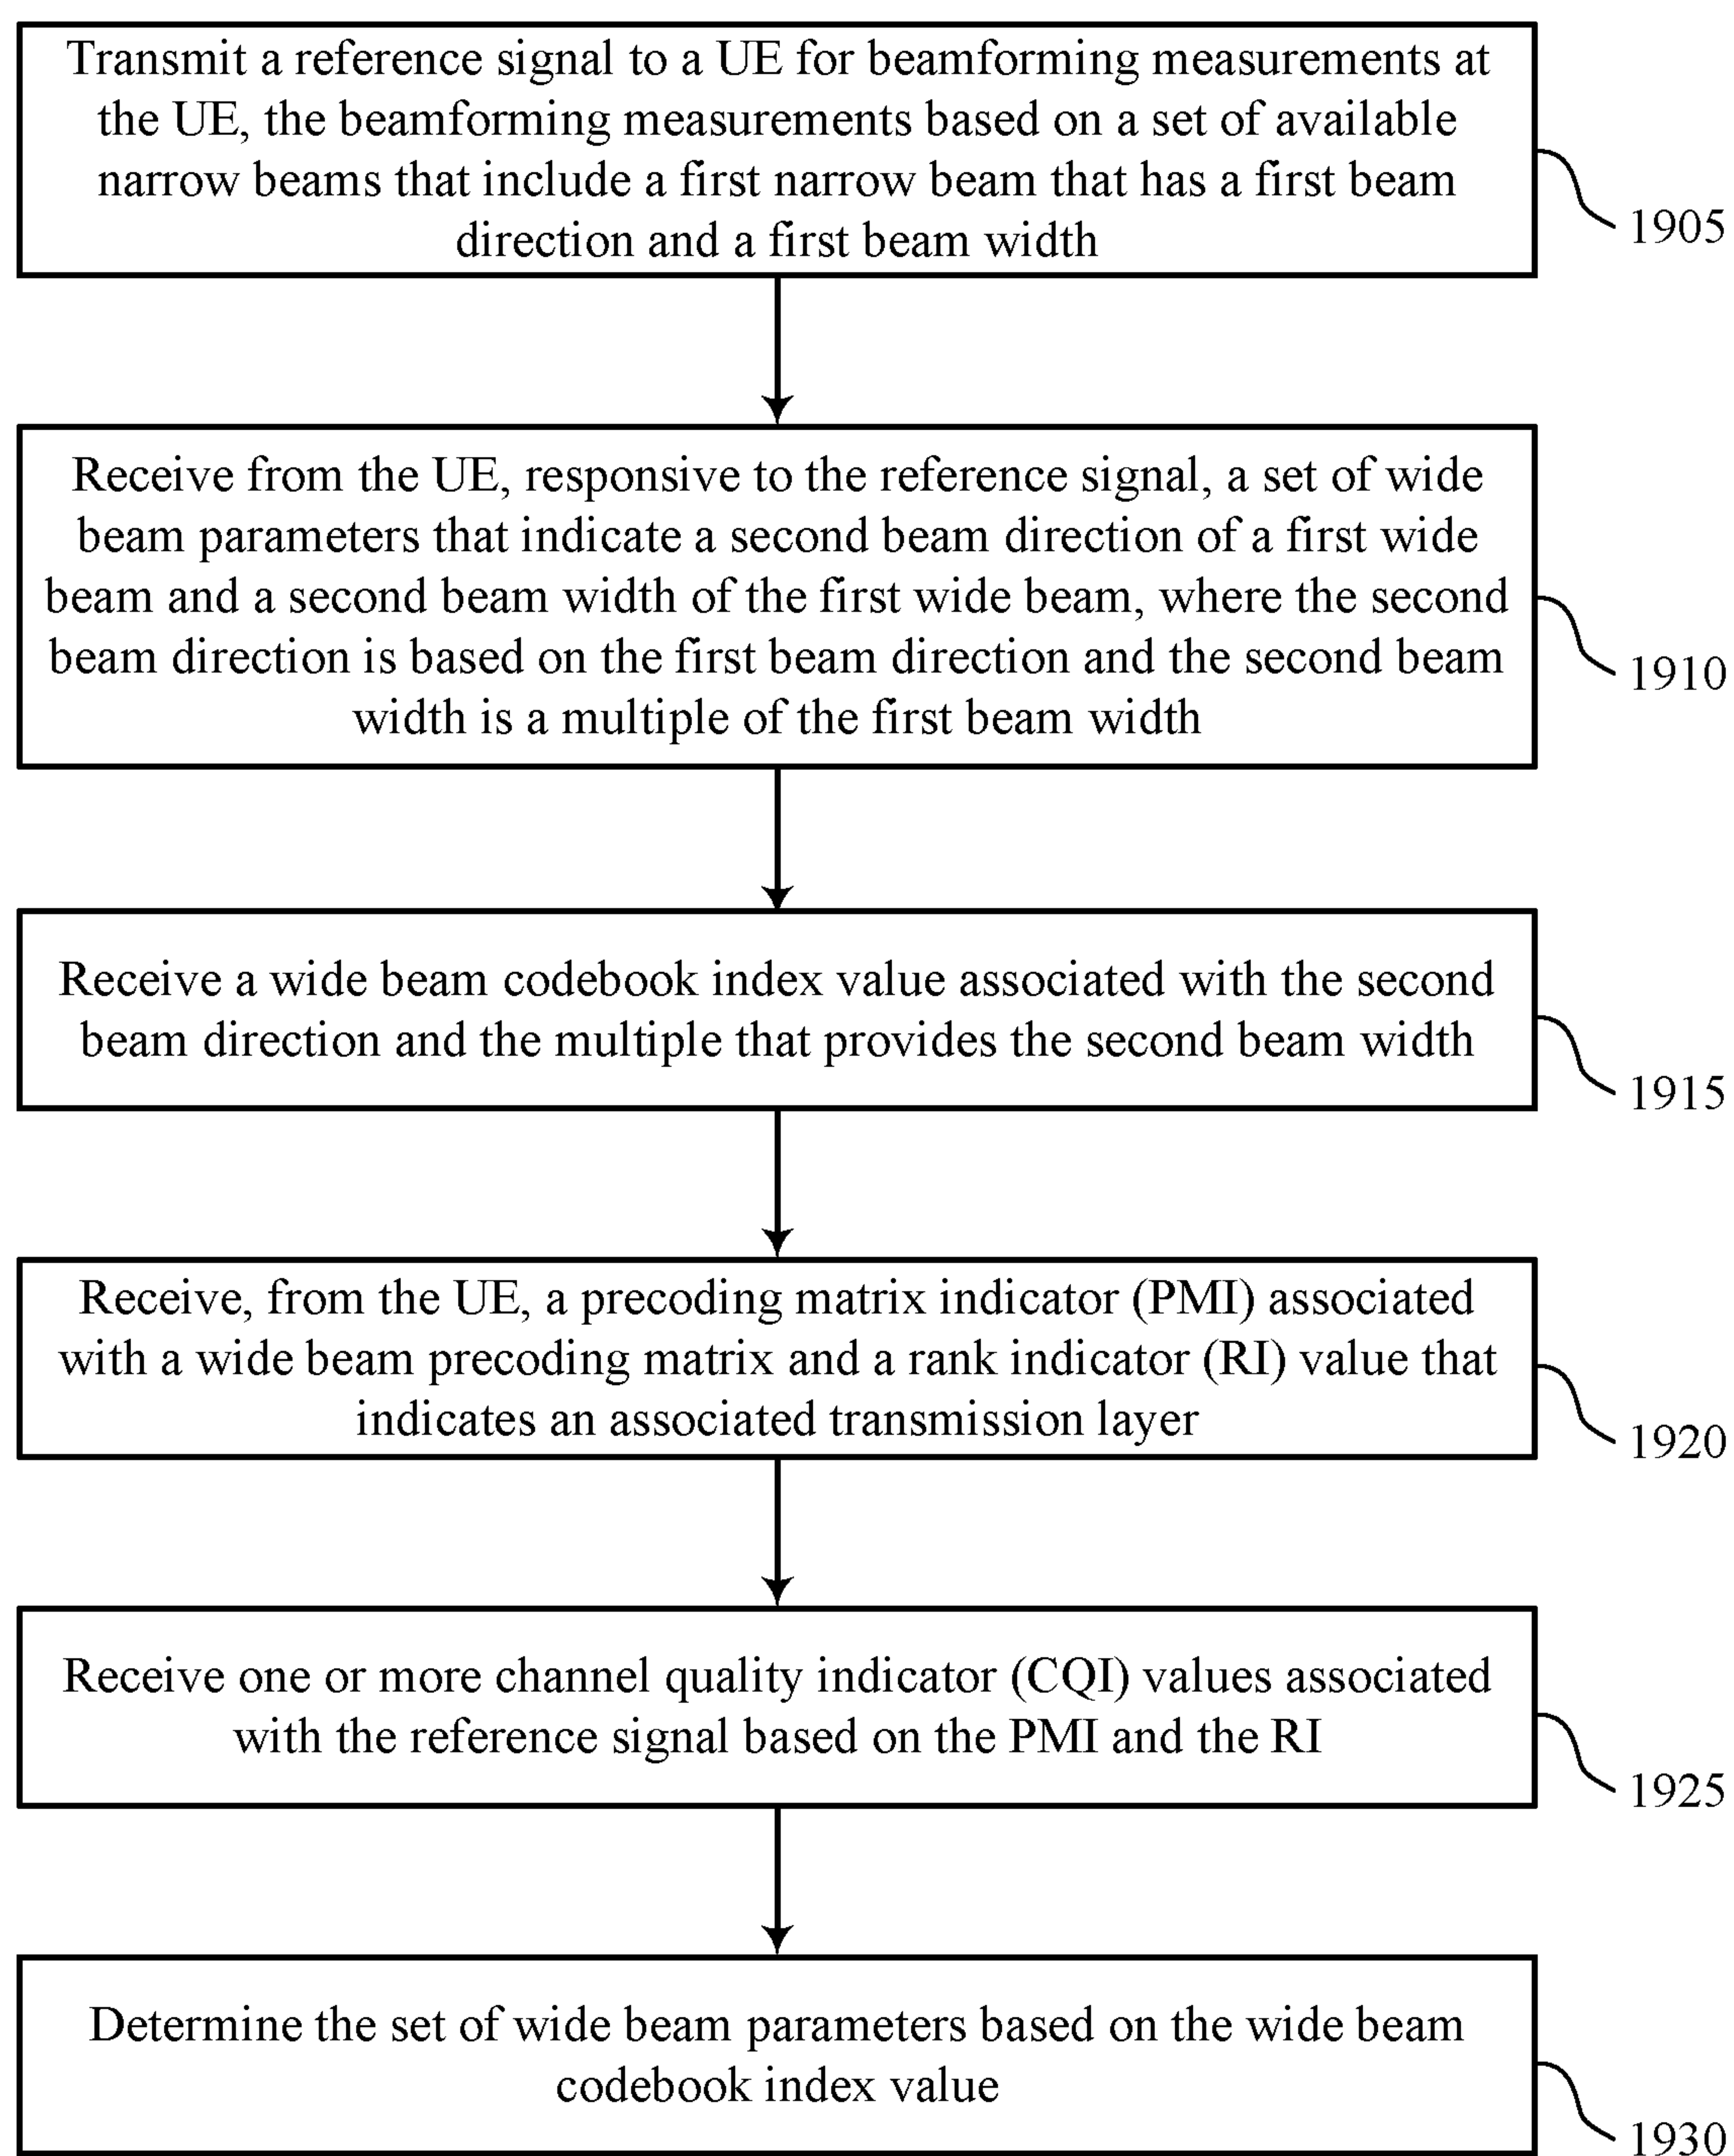 Transmit a reference signal to a UE for beamforming measurements at
the UE, the beamforming measurements based on a set of available
narrow beams that include a first narrow beam that has a first beam
direction and a first beam width
1905
Receive from the UE, responsive to the reference signal, a set of wide
beam parameters that indicate a second beam direction of a first wide
beam and a second beam width of the first wide beam, where the second
beam direction is based on the first beam direction and the second beam
width is a multiple of the first beam width
1910
Receive a wide beam codebook index value associated with the second
beam direction and the multiple that provides the second beam width
1915
Receive, from the UE, a precoding matrix indicator (PMI) associated
with a wide beam precoding matrix and a rank indicator (RI) value that
indicates an associated transmission layer
1920
Receive one or more channel quality indicator (CQI) values associated
with the reference signal based on the PMI and the RI
1925
Determine the set of wide beam parameters based on the wide beam
codebook index value
1930